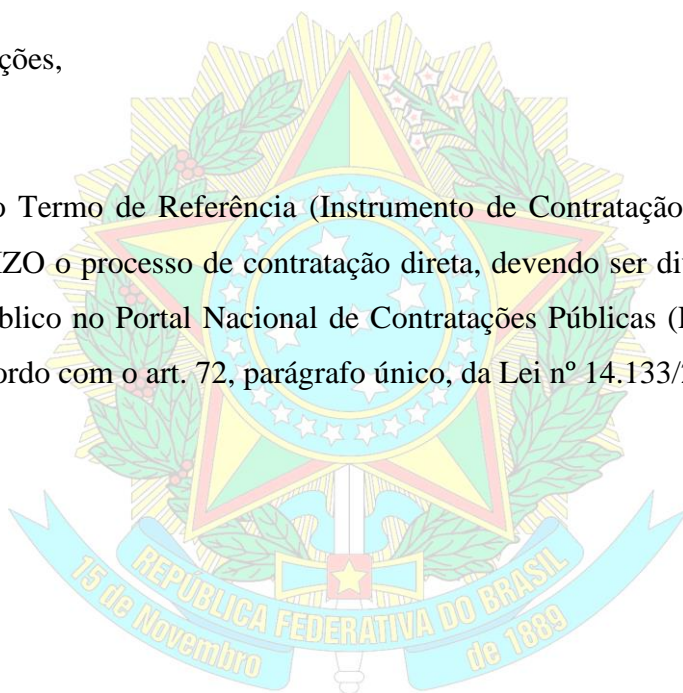 ções,
o Termo de Referência (Instrumento de Contratação
IZO o processo de contratação direta, devendo ser di
blico no Portal Nacional de Contratações Públicas (
ordo com o art. 72, parágrafo único, da Lei nº 14.133/
REPÚBLICA FEDERATIVA DO BRASIL
15 de Novembro de 1889